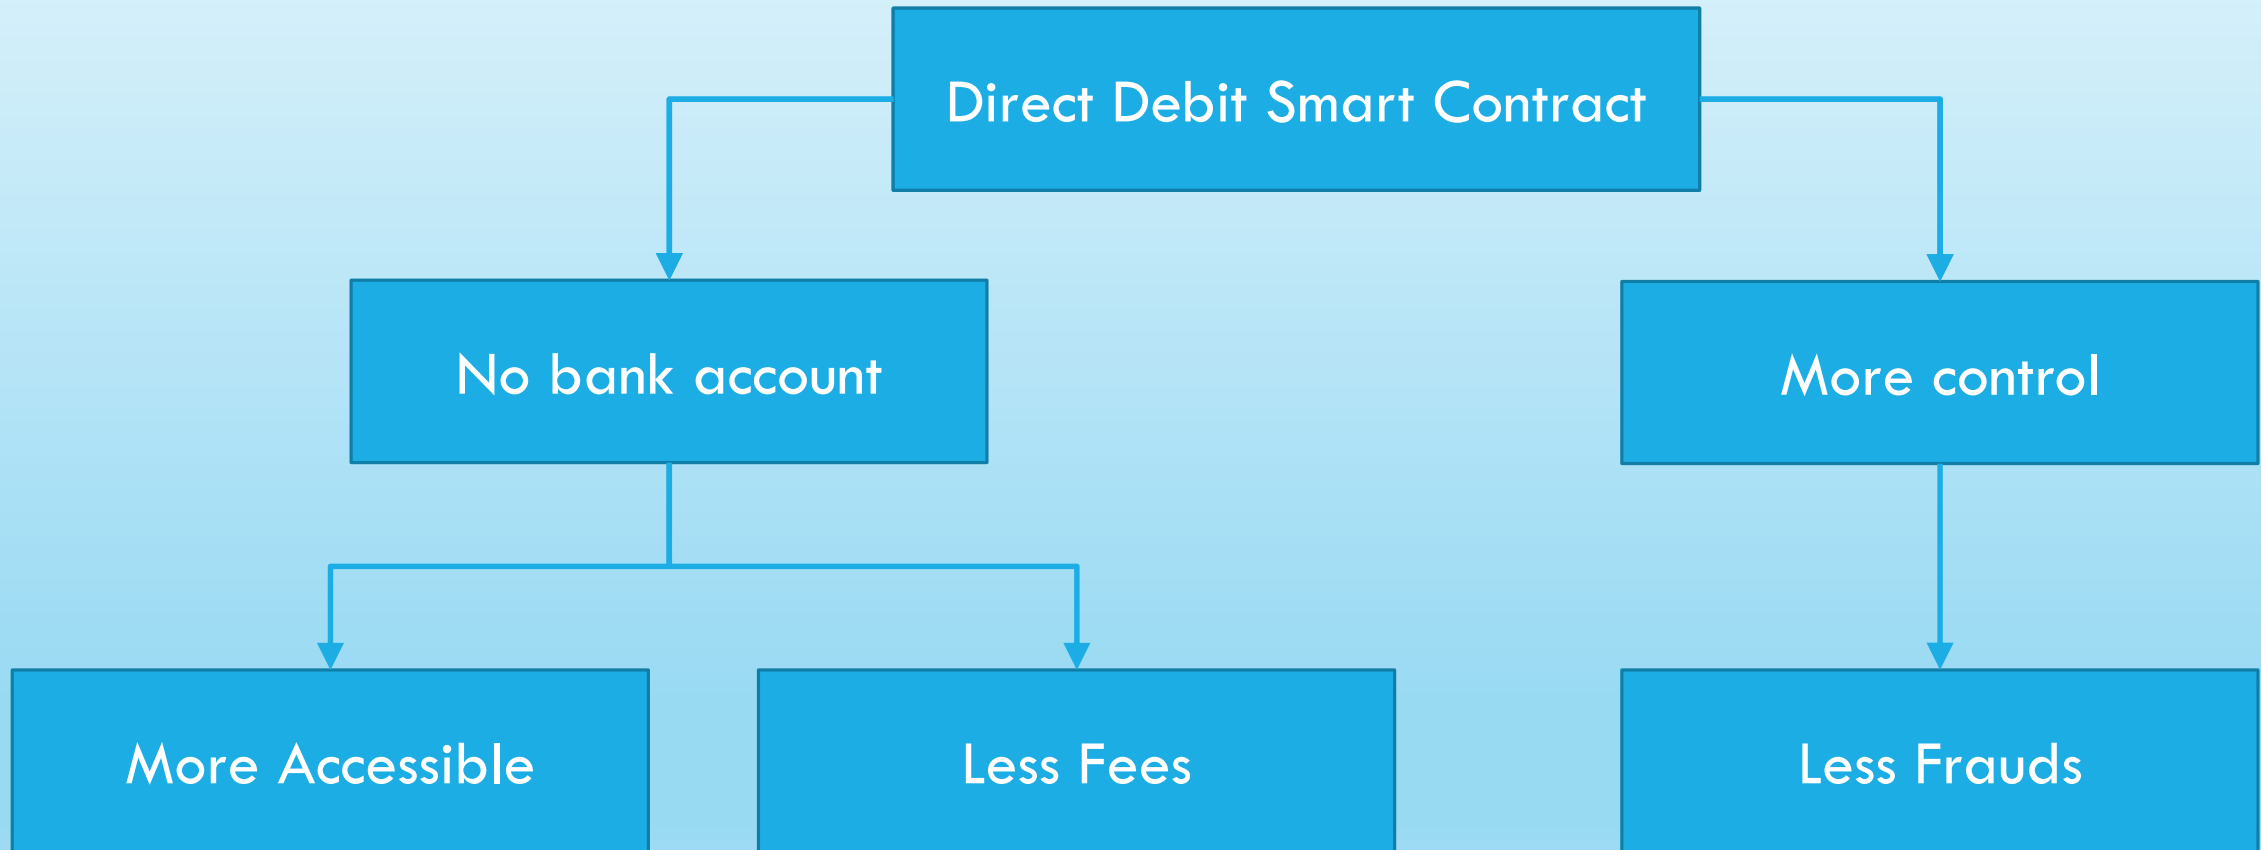 Direct Debit Smart Contract
No bank account
More control
More Accessible
Less Fees
Less Frauds